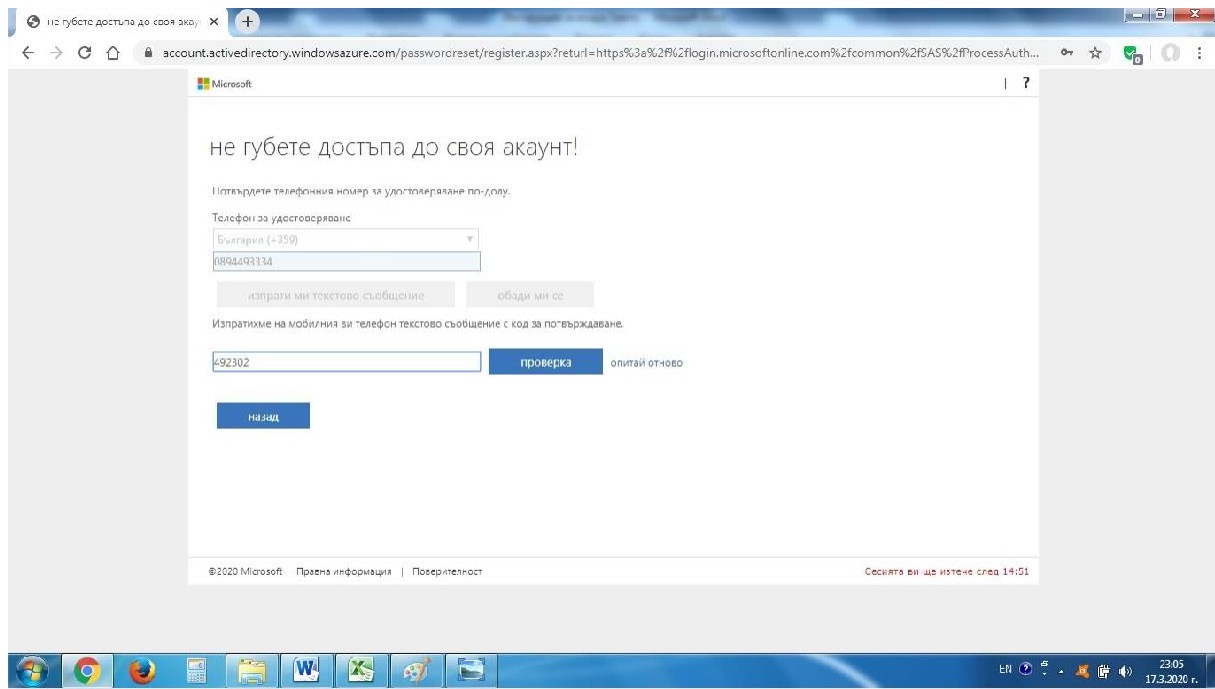 не губете достъпа до своя акау
account.activedirectory.windowsazure.com/passwordreset/register.aspx?returl=https%3a%2f%2flogin.microsoftonline.com%2fcommon%2fSAS%2fProcessAuth...
Microsoft | ?
не губете достъпа до своя акаунт!
Потвърдете телефонния номер за удостоверяване по-долу.
Телефон за удостоверяване
България (+359)
0894493334
изпрати ми текстово съобщение обади ми се
Изпратихме на мобилния ви телефон текстово съобщение с код за потвърждаване.
492302 проверка опитай отново
назад
©2020 Microsoft Правна информация | Поверителност Сесията ви ще изтече след 14:51
EN 23:05
17.3.2020 г.